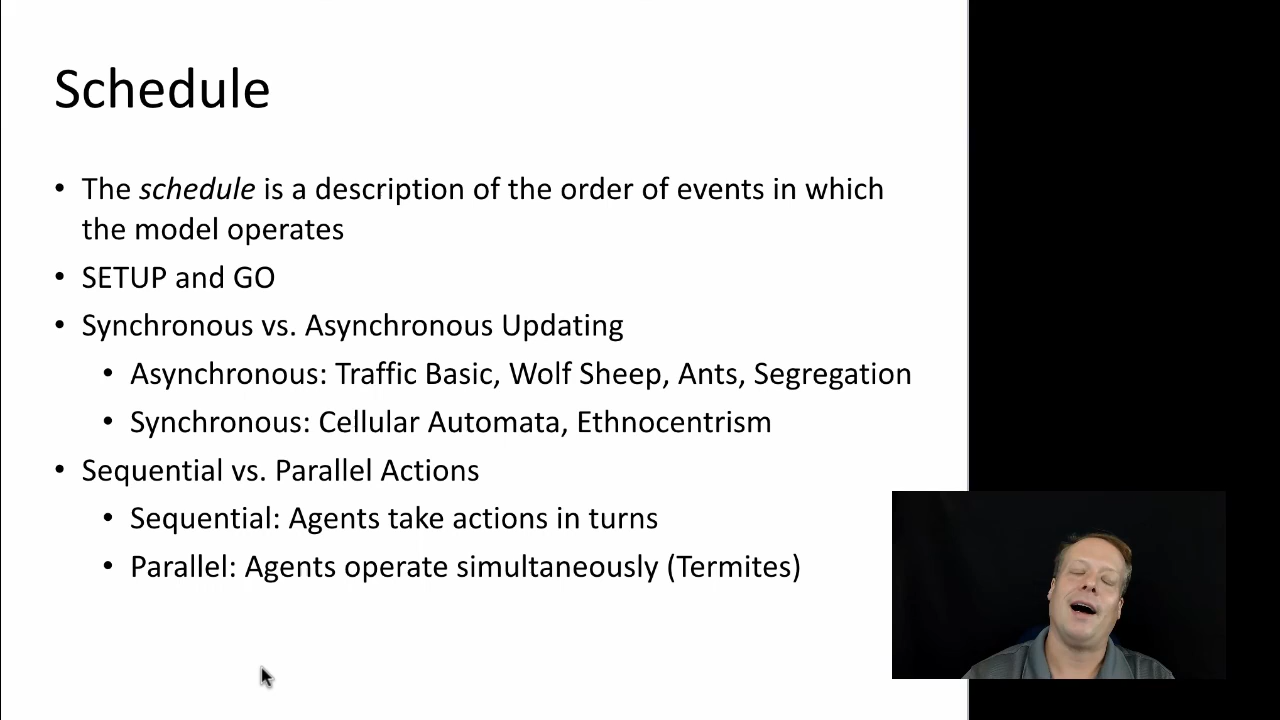 Schedule
• The schedule is a description of the order of events in which
the model operates
• SETUP and GO
• Synchronous vs. Asynchronous Updating
• Asynchronous: Traffic Basic, Wolf Sheep, Ants, Segregation
• Synchronous: Cellular Automata, Ethnocentrism
• Sequential vs. Parallel Actions
• Sequential: Agents take actions in turns
• Parallel: Agents operate simultaneously (Termites)